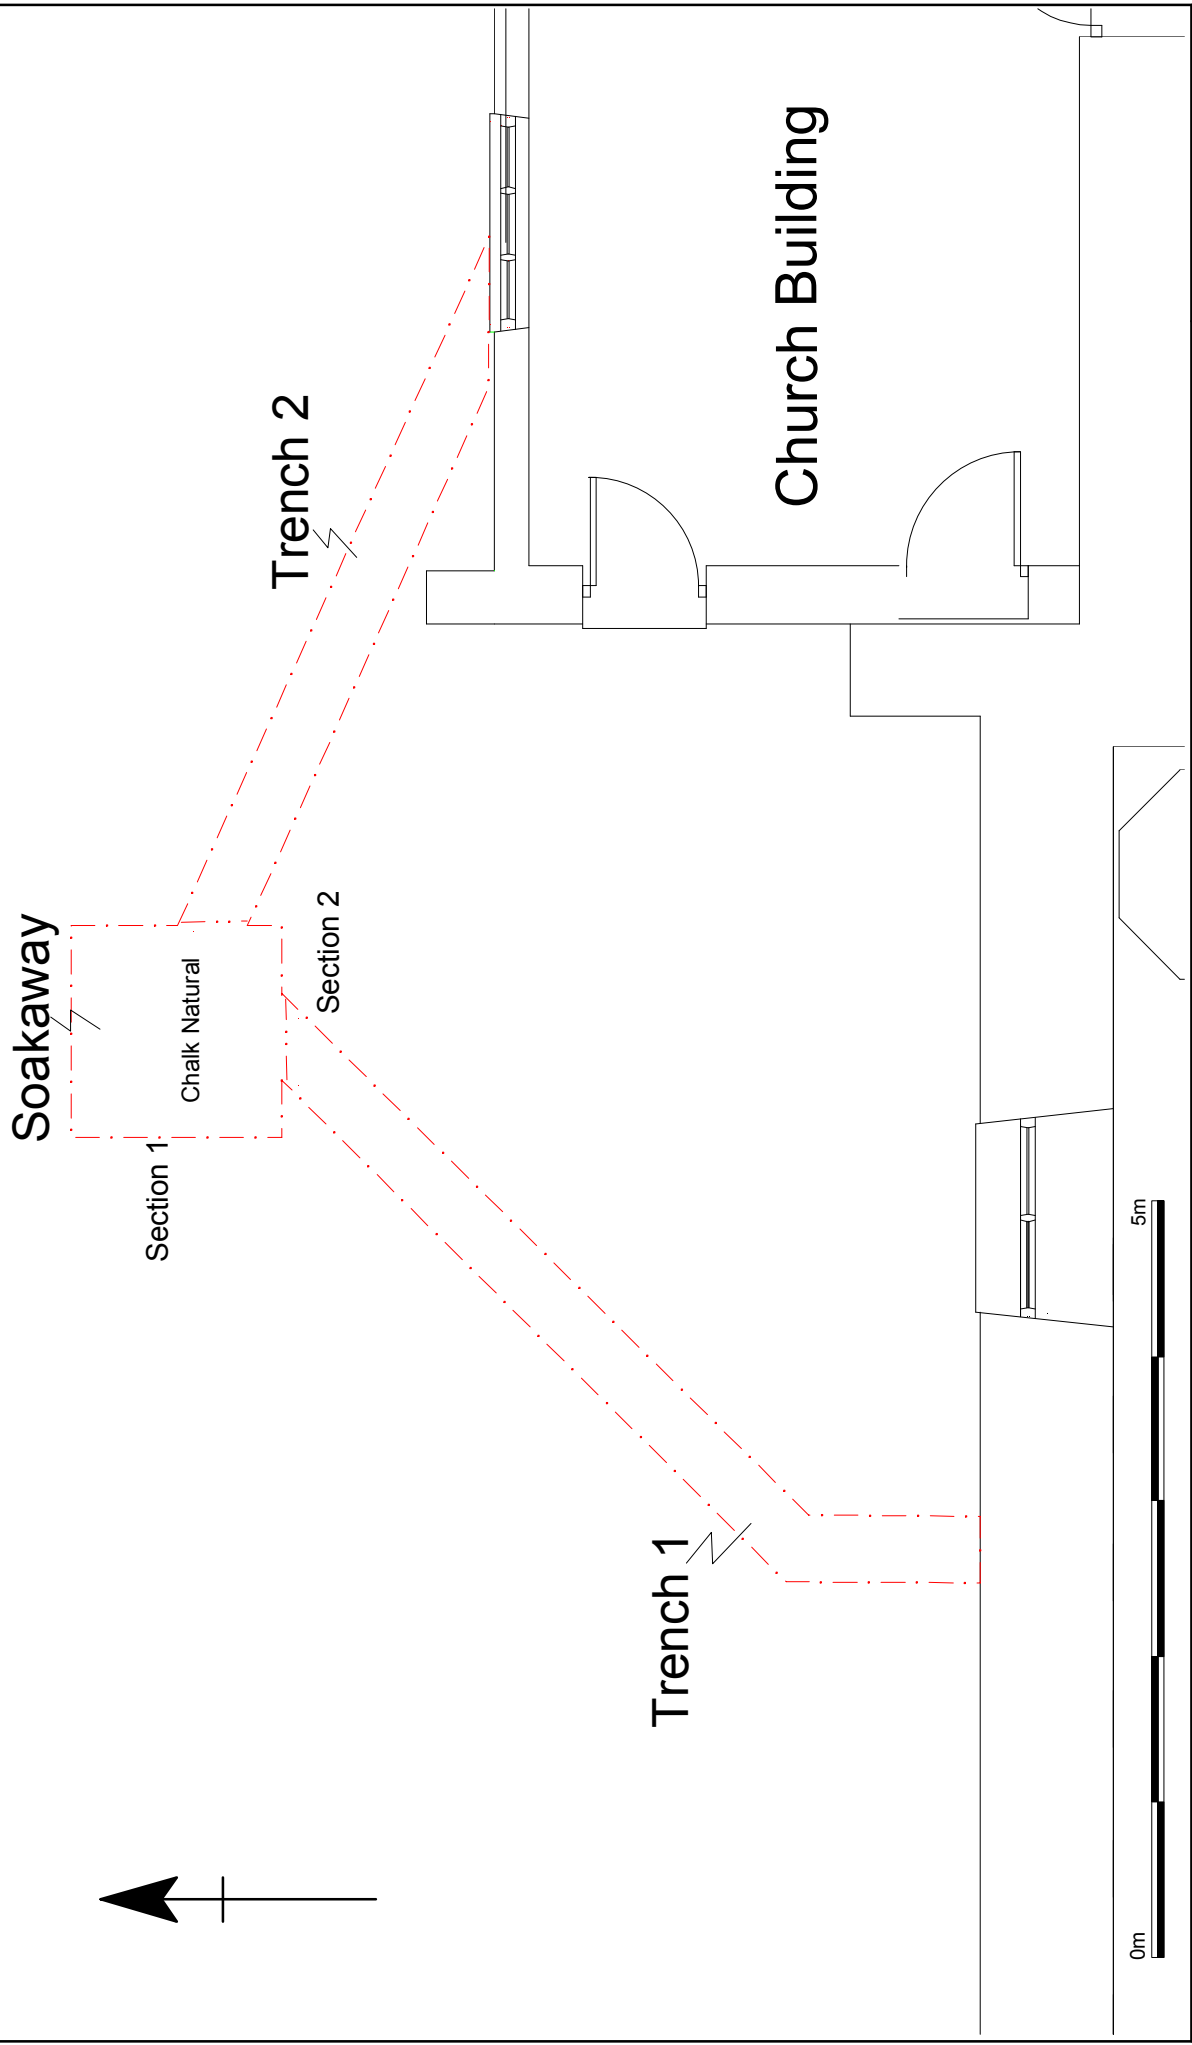 Soakaway
Section 1
Chalk Natural
Section 2
Trench 2
Trench 1
Church Building
0m
5m